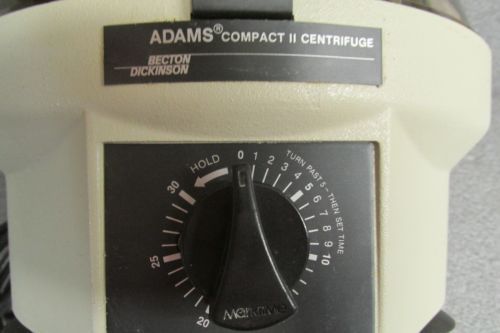 ADAMS® COMPACT II CENTRIFUGE
BECTON
DICKINSON
HOLD
0 1 2 3 4 5 6 7 8 9 10
TURN PAST 5 - THEN SET TIME
30
25
20